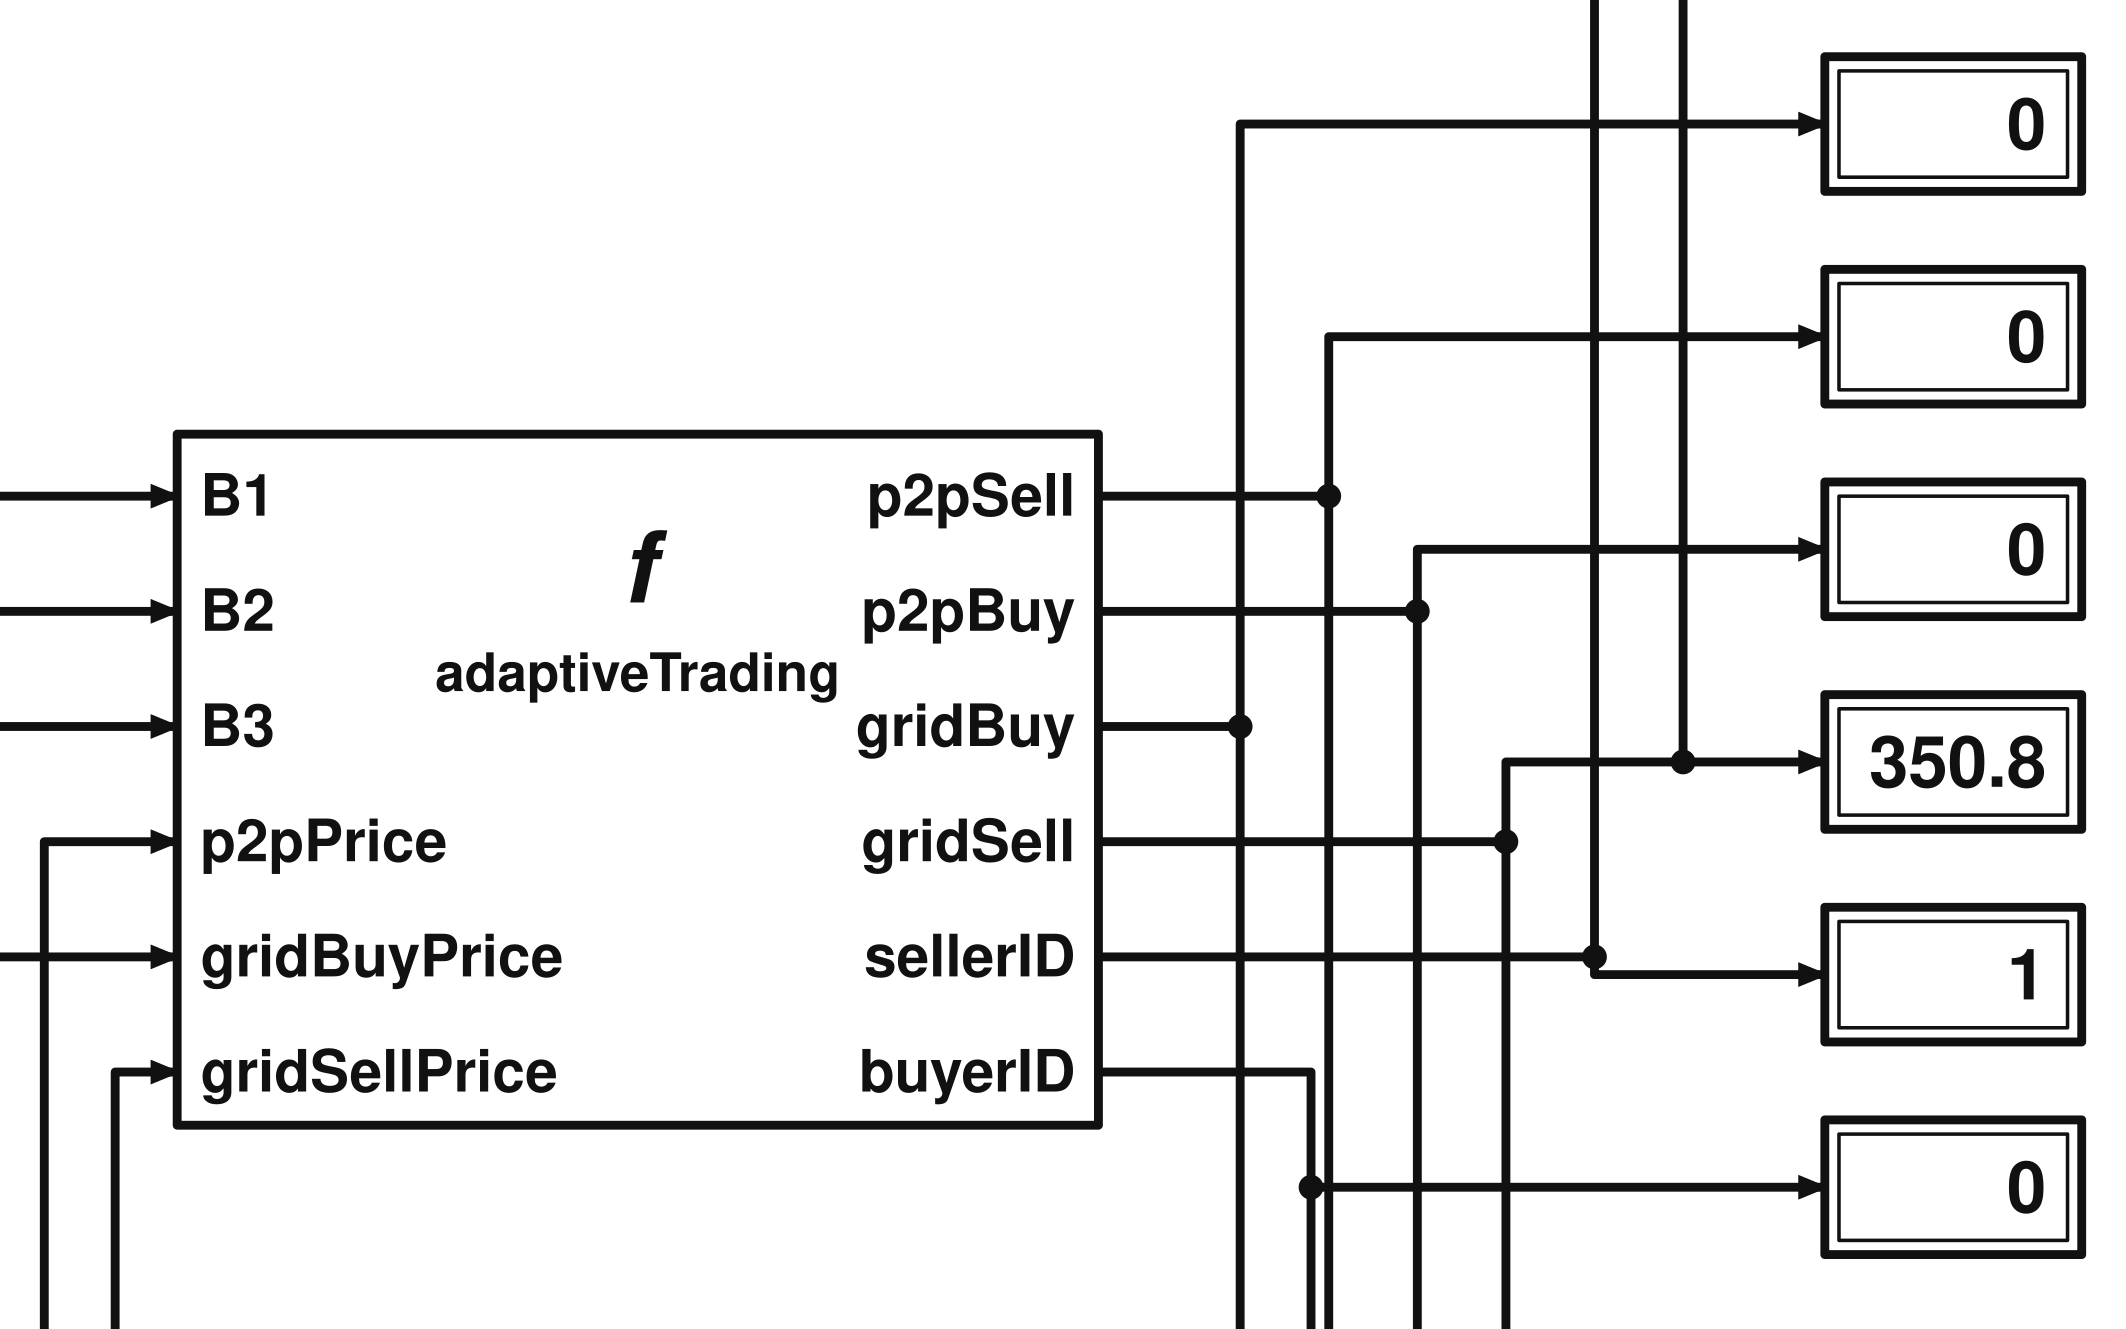 B1
B2
B3
p2pPrice
gridBuyPrice
gridSellPrice
f
adaptiveTrading
p2pSell
p2pBuy
gridBuy
gridSell
sellerID
buyerID
0
0
0
350.8
1
0